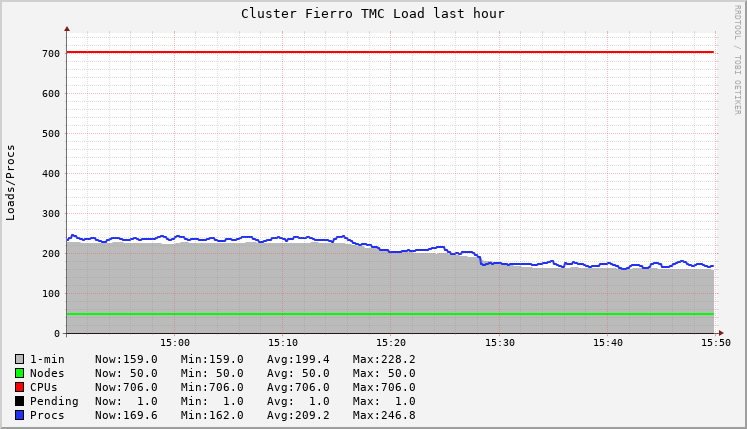 Cluster Fierro TMC Load last hour
RRDTOOL / TOBI OETIKER
Loads/Procs
700
600
500
400
300
200
100
0
15:00 15:10 15:20 15:30 15:40 15:50
1-min Now:159.0 Min:159.0 Avg:199.4 Max:228.2
Nodes Now: 50.0 Min: 50.0 Avg: 50.0 Max: 50.0
CPUs Now:706.0 Min:706.0 Avg:706.0 Max:706.0
Pending Now: 1.0 Min: 1.0 Avg: 1.0 Max: 1.0
Procs Now:169.6 Min:162.0 Avg:209.2 Max:246.8